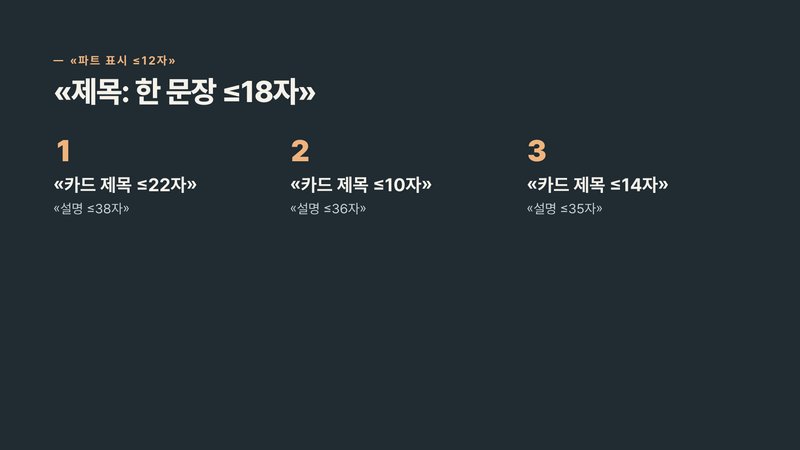 — «파트 표시 ≤12자»
«제목: 한 문장 ≤18자»
1
«카드 제목 ≤22자»
«설명 ≤38자»
2
«카드 제목 ≤10자»
«설명 ≤36자»
3
«카드 제목 ≤14자»
«설명 ≤35자»